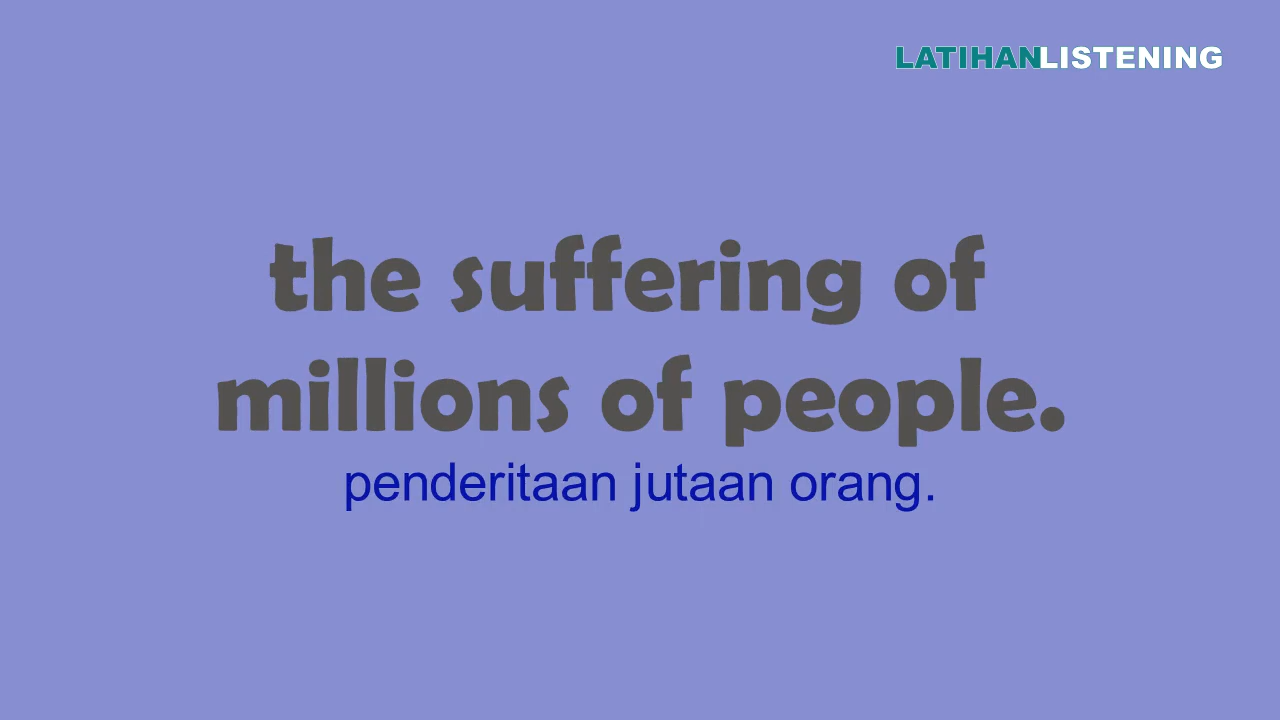 LATIHANLISTENING
the suffering of
millions of people.
penderitaan jutaan orang.